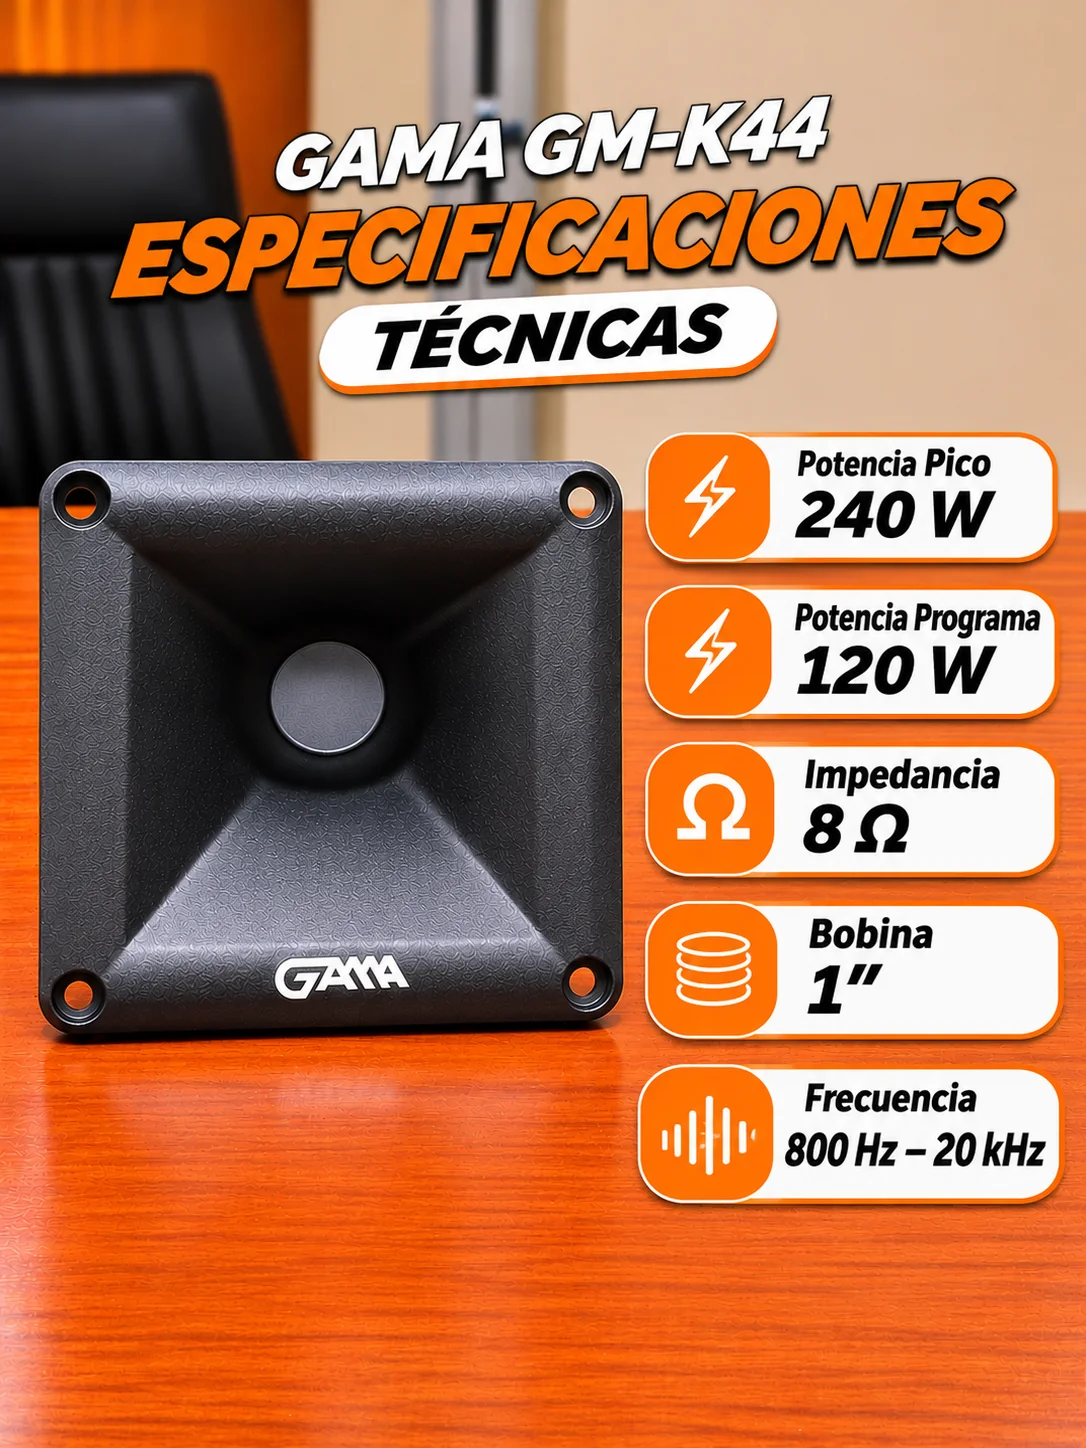 GAMA GM-K44
ESPECIFICACIONES
TÉCNICAS
Potencia Pico
240 W
Potencia Programa
120 W
Ω
Impedancia
8 Ω
Bobina
1”
Frecuencia
800 Hz – 20 kHz
GAMA